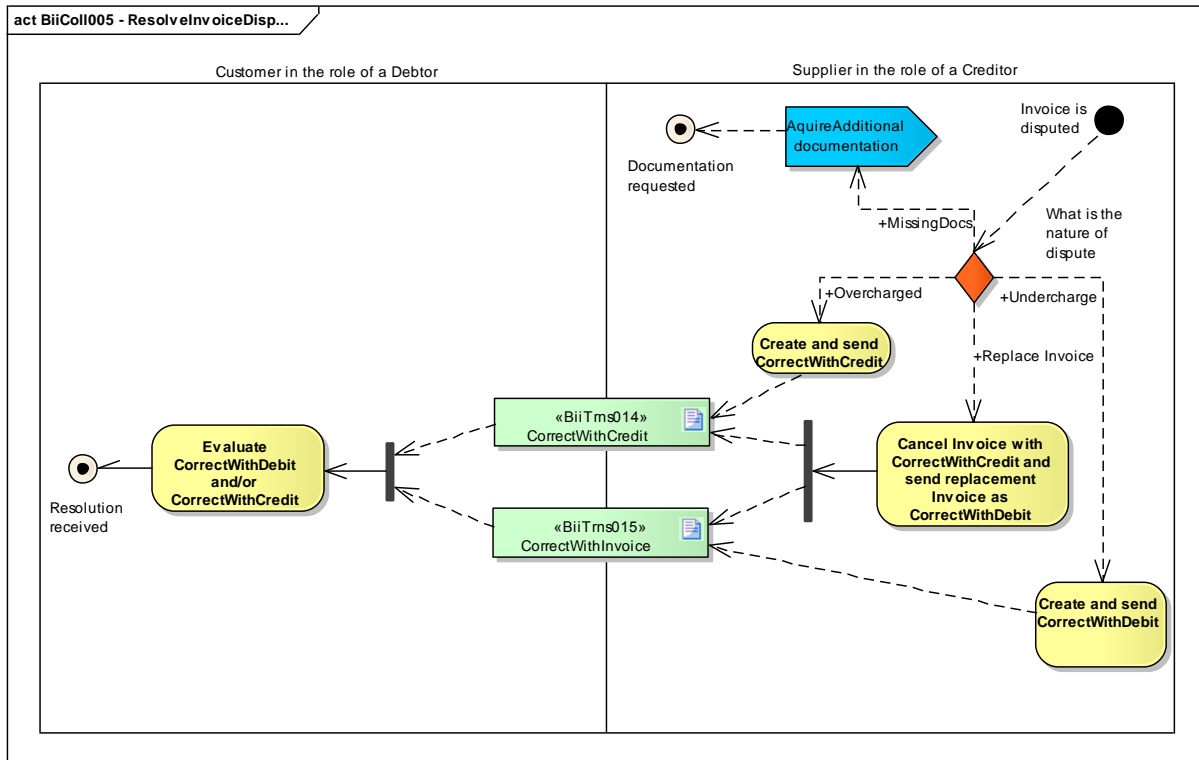 act BiiColl005 - ResolveInvoiceDisp...
Customer in the role of a Debtor
Supplier in the role of a Creditor
AquireAdditional
documentation
Invoice is
disputed
Documentation
requested
+MissingDocs
What is the
nature of
dispute
+Overcharged
+Undercharge
Create and send
CorrectWithCredit
+Replace Invoice
«BiiTrns014»
CorrectWithCredit
Evaluate
CorrectWithDebit
and/or
CorrectWithCredit
Cancel Invoice with
CorrectWithCredit and
send replacement
Invoice as
CorrectWithDebit
Resolution
received
«BiiTrns015»
CorrectWithInvoice
Create and send
CorrectWithDebit